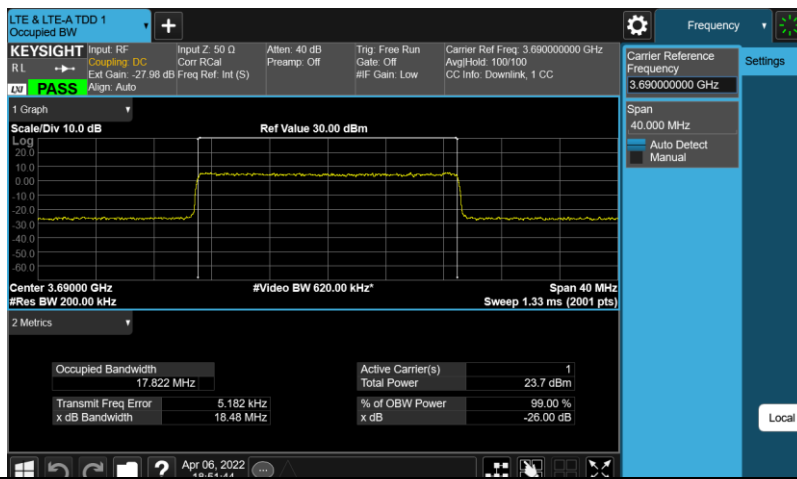 LTE & LTE-A TDD 1
Occupied BW
Frequency
KEYSIGHT
RL
LXI
PASS
Input: RF
Coupling: DC
Ext Gain: -27.98 dB
Align: Auto
Input Z: 50 Ω
Corr RCal
Freq Ref: Int (S)
Atten: 40 dB
Preamp: Off
Trig: Free Run
Gate: Off
#IF Gain: Low
Carrier Ref Freq: 3.690000000 GHz
Avg|Hold: 100/100
CC Info: Downlink, 1 CC
Carrier Reference
Frequency
3.690000000 GHz
Span
40.000 MHz
Auto Detect
Manual
Settings
1 Graph
Scale/Div 10.0 dB
Ref Value 30.00 dBm
Log
20.0
10.0
0.00
-10.0
-20.0
-30.0
-40.0
-50.0
-60.0
Center 3.69000 GHz
#Video BW 620.00 kHz*
Span 40 MHz
#Res BW 200.00 kHz
Sweep 1.33 ms (2001 pts)
2 Metrics
Occupied Bandwidth
17.822 MHz
Active Carrier(s) 1
Total Power 23.7 dBm
Transmit Freq Error 5.182 kHz
x dB Bandwidth 18.48 MHz
% of OBW Power 99.00 %
x dB -26.00 dB
Local
?
Apr 06, 2022